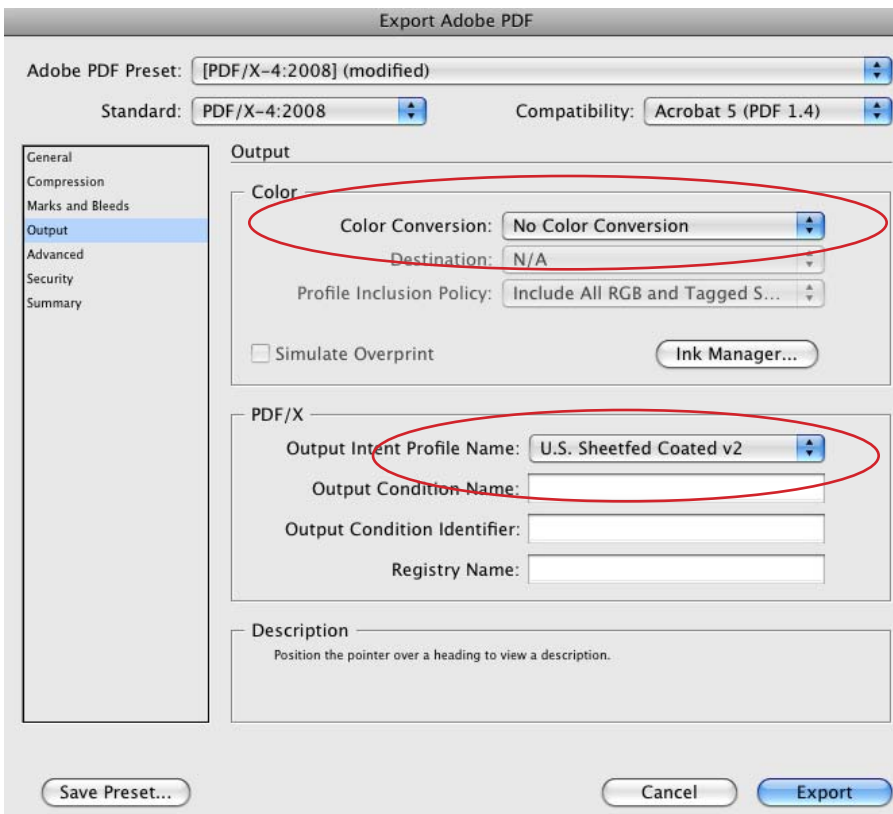 Export Adobe PDF
Adobe PDF Preset: [PDF/X-4:2008] (modified)
Standard: PDF/X-4:2008 Compatibility: Acrobat 5 (PDF 1.4)
General
Compression
Marks and Bleeds
Output
Advanced
Security
Summary
Output
Color
Color Conversion: No Color Conversion
Destination: N/A
Profile Inclusion Policy: Include All RGB and Tagged S...
Simulate Overprint Ink Manager...
PDF/X
Output Intent Profile Name: U.S. Sheetfed Coated v2
Output Condition Name:
Output Condition Identifier:
Registry Name:
Description
Position the pointer over a heading to view a description.
Save Preset... Cancel Export